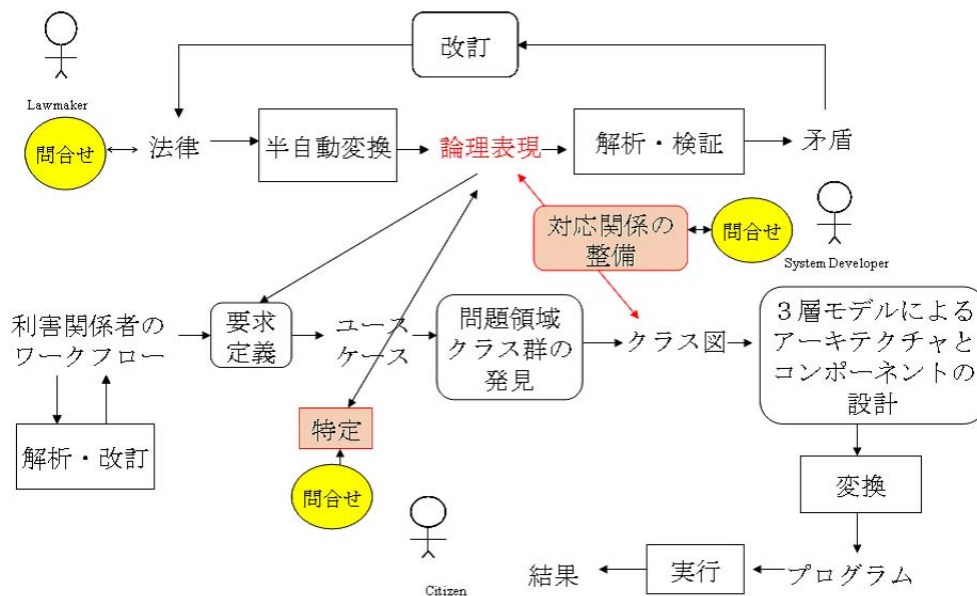 改訂
Lawmaker
問合せ
法律
半自動変換
論理表現
解析・検証
矛盾
対応関係の
整備
問合せ
System Developer
利害関係者の
ワークフロー
要求
定義
ユース
ケース
問題領域
クラス群の
発見
クラス図
3層モデルによる
アーキテクチャと
コンポーネントの
設計
解析・改訂
特定
問合せ
Citizen
変換
結果
実行
プログラム